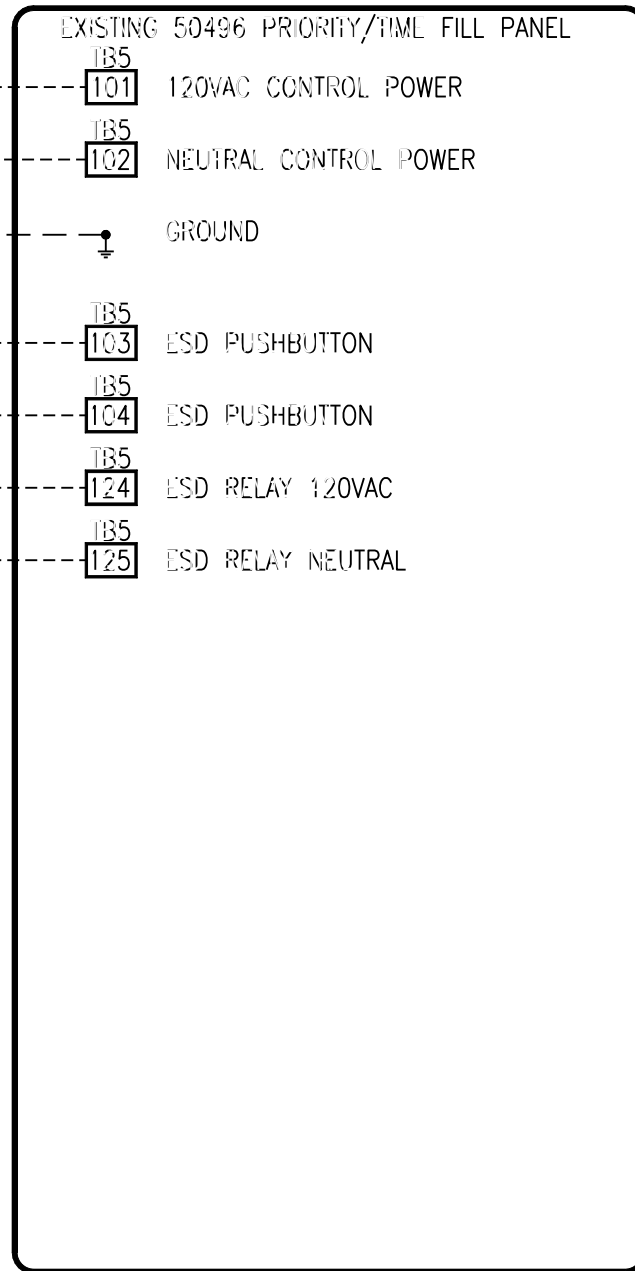 EXISTING 50496 PRIORITY/TIME FILL PANEL
TB5
101 120VAC CONTROL POWER
TB5
102 NEUTRAL CONTROL POWER
GROUND
TB5
103 ESD PUSHBUTTON
TB5
104 ESD PUSHBUTTON
TB5
124 ESD RELAY 120VAC
TB5
125 ESD RELAY NEUTRAL